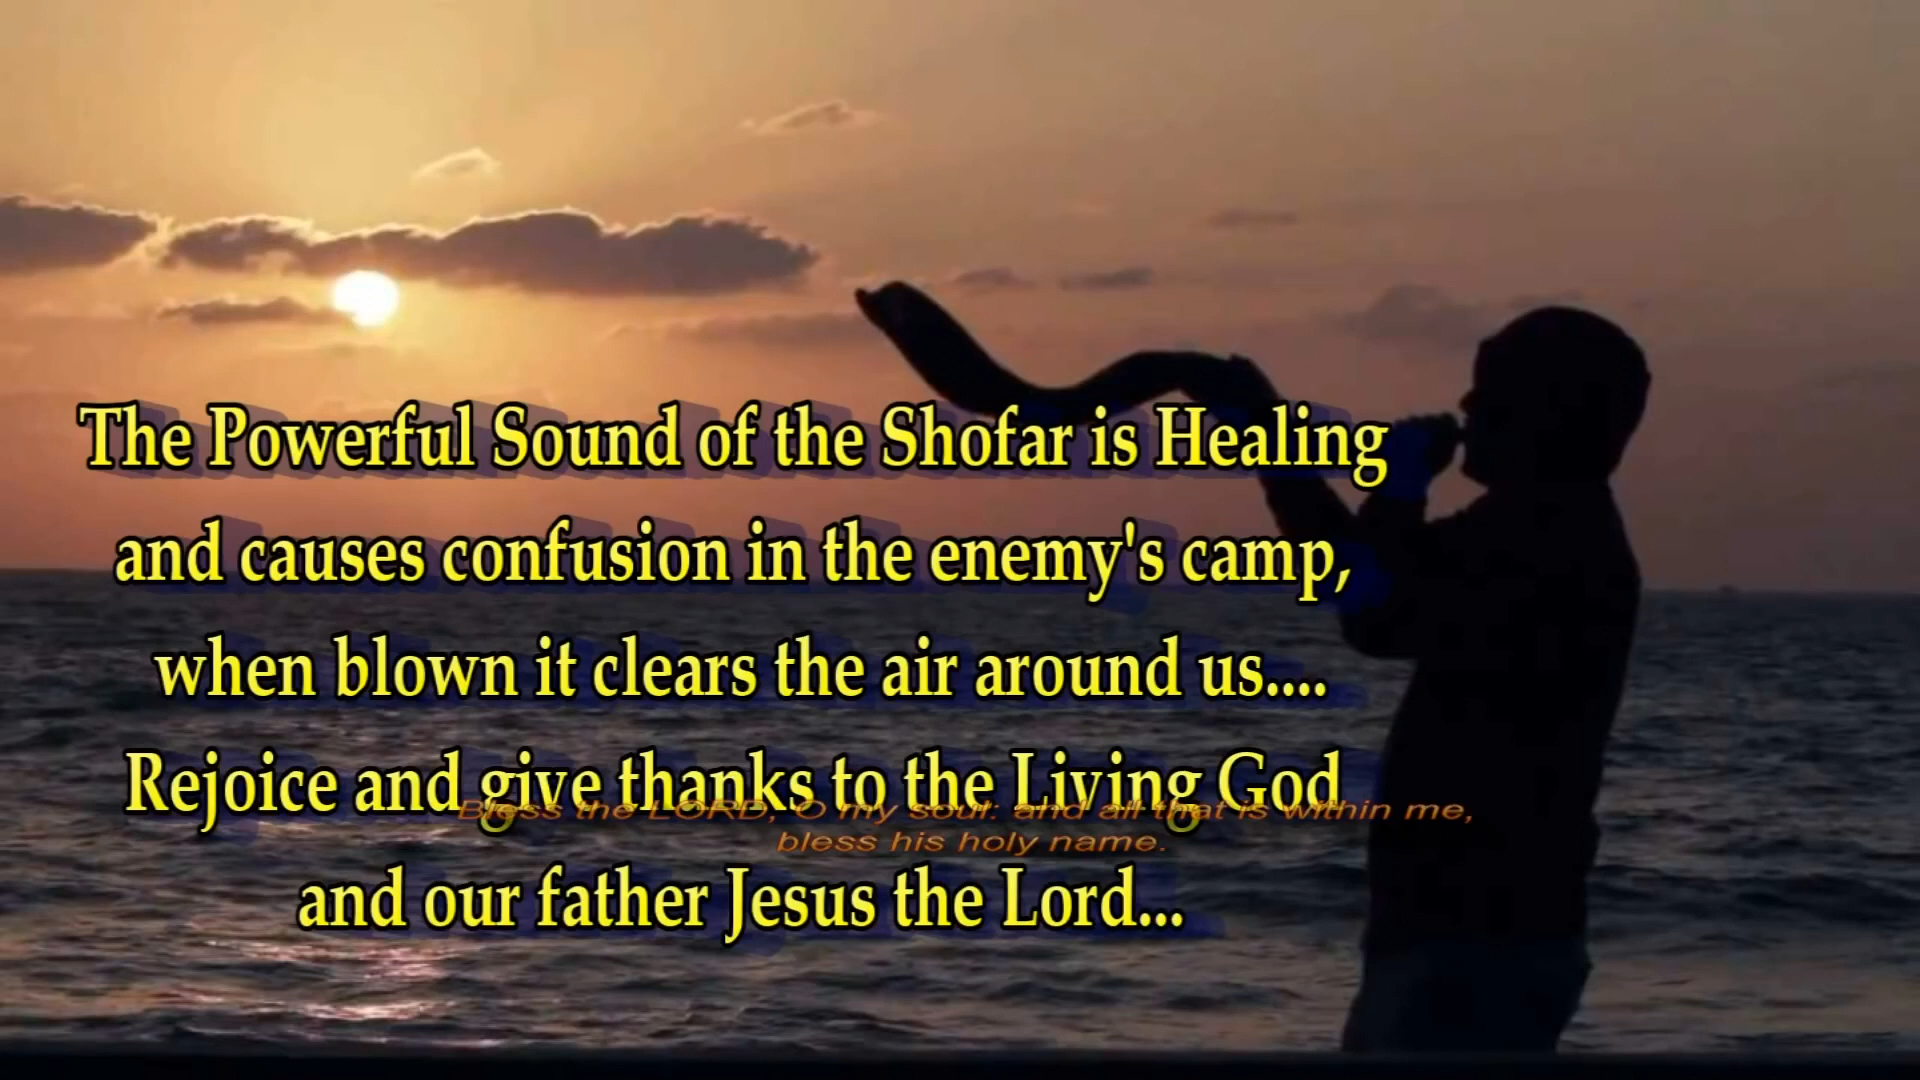 The Powerful Sound of the Shofar is Healing
and causes confusion in the enemy's camp,
when blown it clears the air around us....
Rejoice and give thanks to the Living God
Bless the LORD, O my soul: and all that is within me,
bless his holy name.
and our father Jesus the Lord...